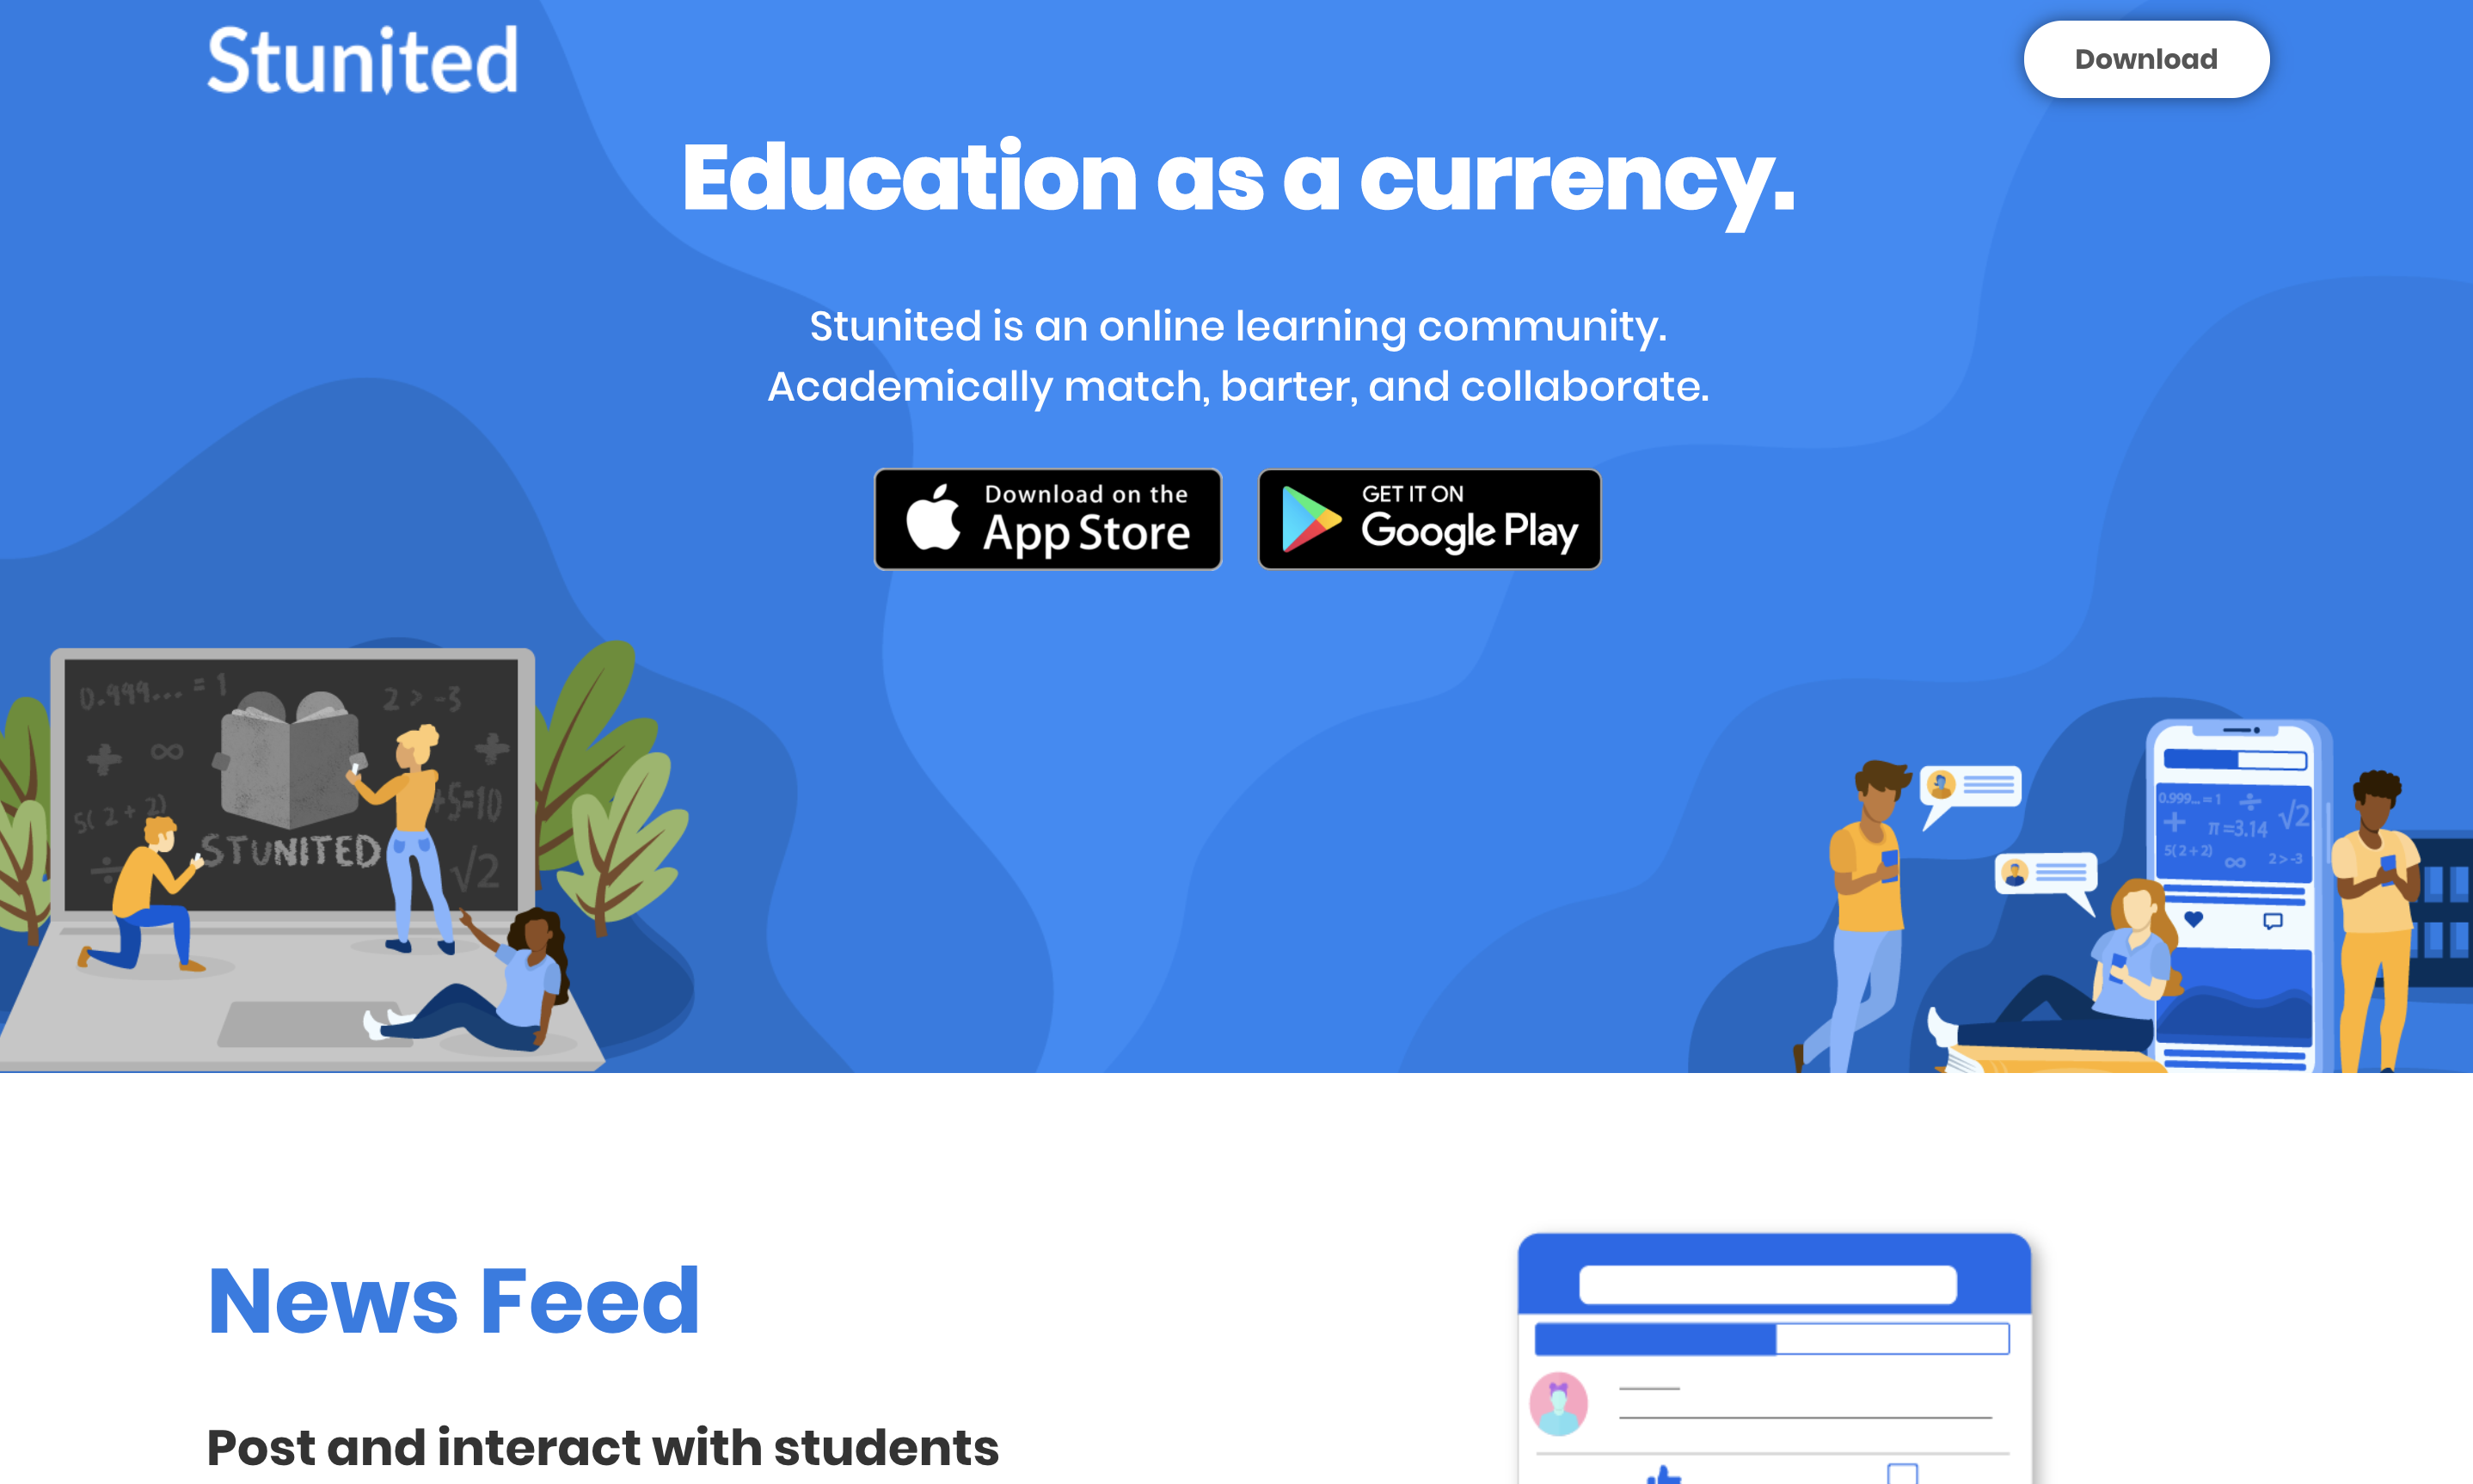 Stunited
Download
Education as a currency.
Stunited is an online learning community.
Academically match, barter, and collaborate.
Download on the
App Store
GET IT ON
Google Play
0.999... = 1
2 > -3
+ ∞ +
5( 2 + 2)
+5=10
STUNITED
÷
√2
0.999... = 1 ÷
+ π =3.14 √2
5( 2 + 2) ∞ 2 > -3
News Feed
Post and interact with students